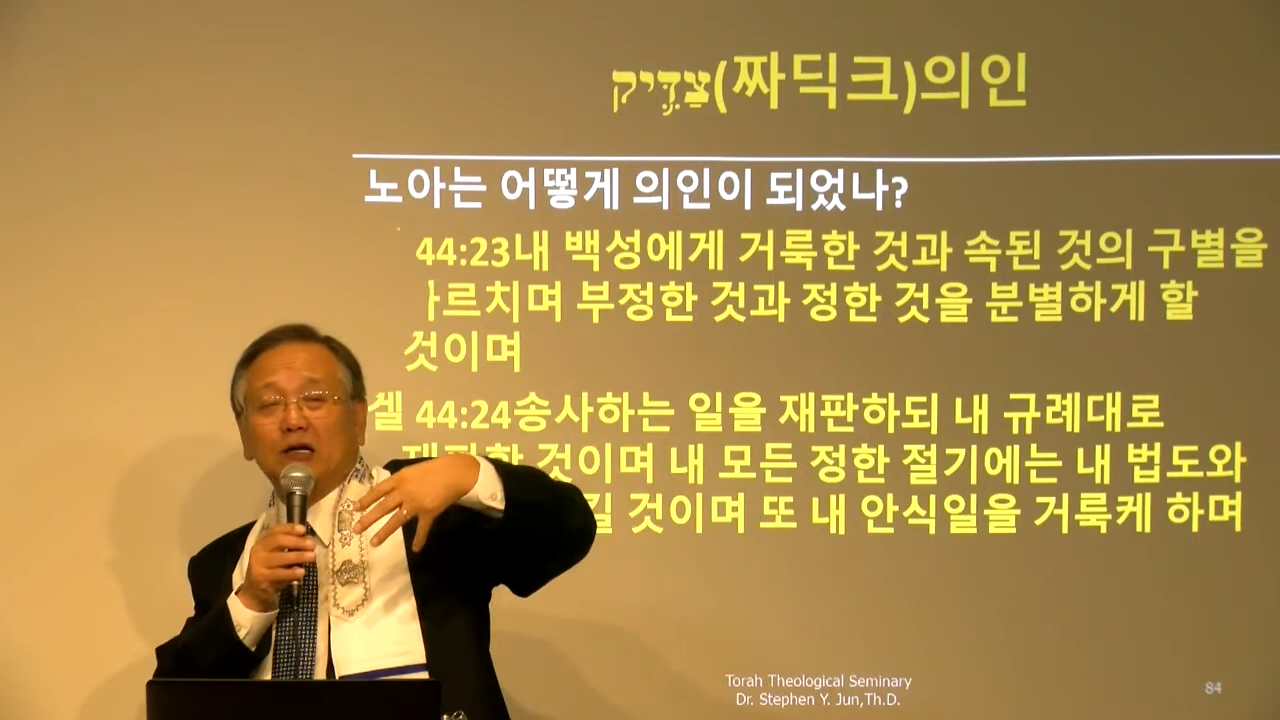 צַדִּיק(짜딕크)의인
노아는 어떻게 의인이 되었나?
44:23내 백성에게 거룩한 것과 속된 것의 구별을
르치며 부정한 것과 정한 것을 분별하게 할
것이며
겔 44:24송사하는 일을 재판하되 내 규례대로
것이며 내 모든 정한 절기에는 내 법도와
것이며 또 내 안식일을 거룩케 하며
Torah Theological Seminary
Dr. Stephen Y. Jun,Th.D.
84